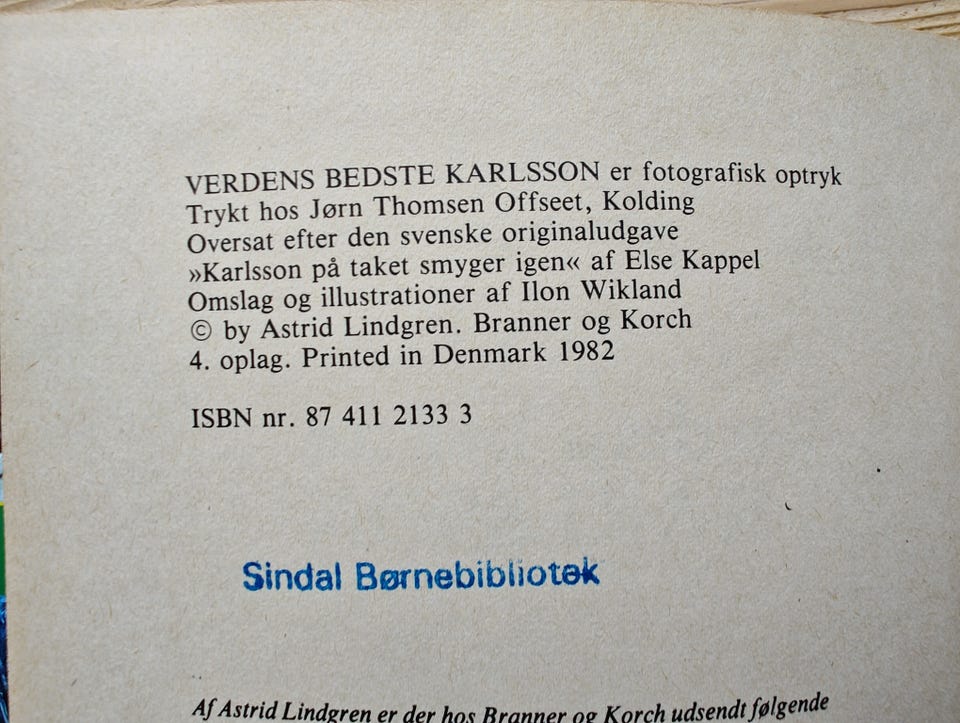 VERDENS BEDSTE KARLSSON er fotografisk optryk
Trykt hos Jørn Thomsen Offseet, Kolding
Oversat efter den svenske originaludgave
»Karlsson på taket smyger igen« af Else Kappel
Omslag og illustrationer af Ilon Wikland
© by Astrid Lindgren. Branner og Korch
4. oplag. Printed in Denmark 1982
ISBN nr. 87 411 2133 3
Sindal Børnebibliotek
Af Astrid Lindgren er der hos Branner og Korch udsendt følgende